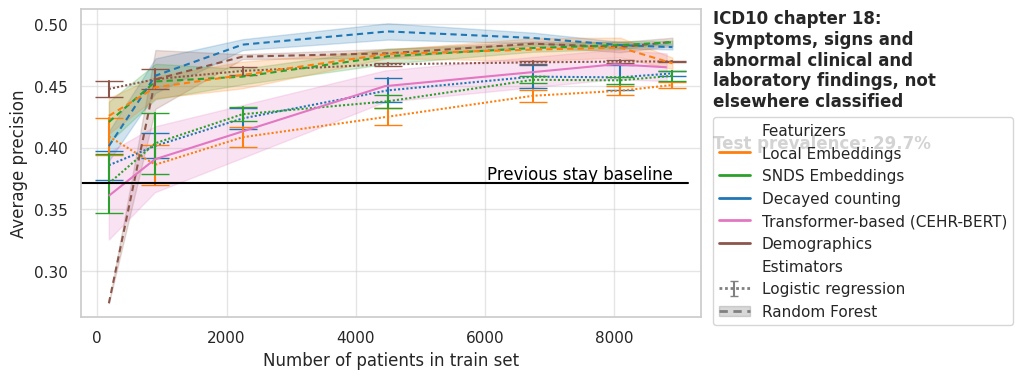 ICD10 chapter 18:
Symptoms, signs and
abnormal clinical and
laboratory findings, not
elsewhere classified
Test prevalence: 29.7%
Average precision
0.50
0.45
0.40
0.35
0.30
Previous stay baseline
0
2000
4000
6000
8000
Number of patients in train set
Featurizers
Local Embeddings
SNDS Embeddings
Decayed counting
Transformer-based (CEHR-BERT)
Demographics
Estimators
Logistic regression
Random Forest